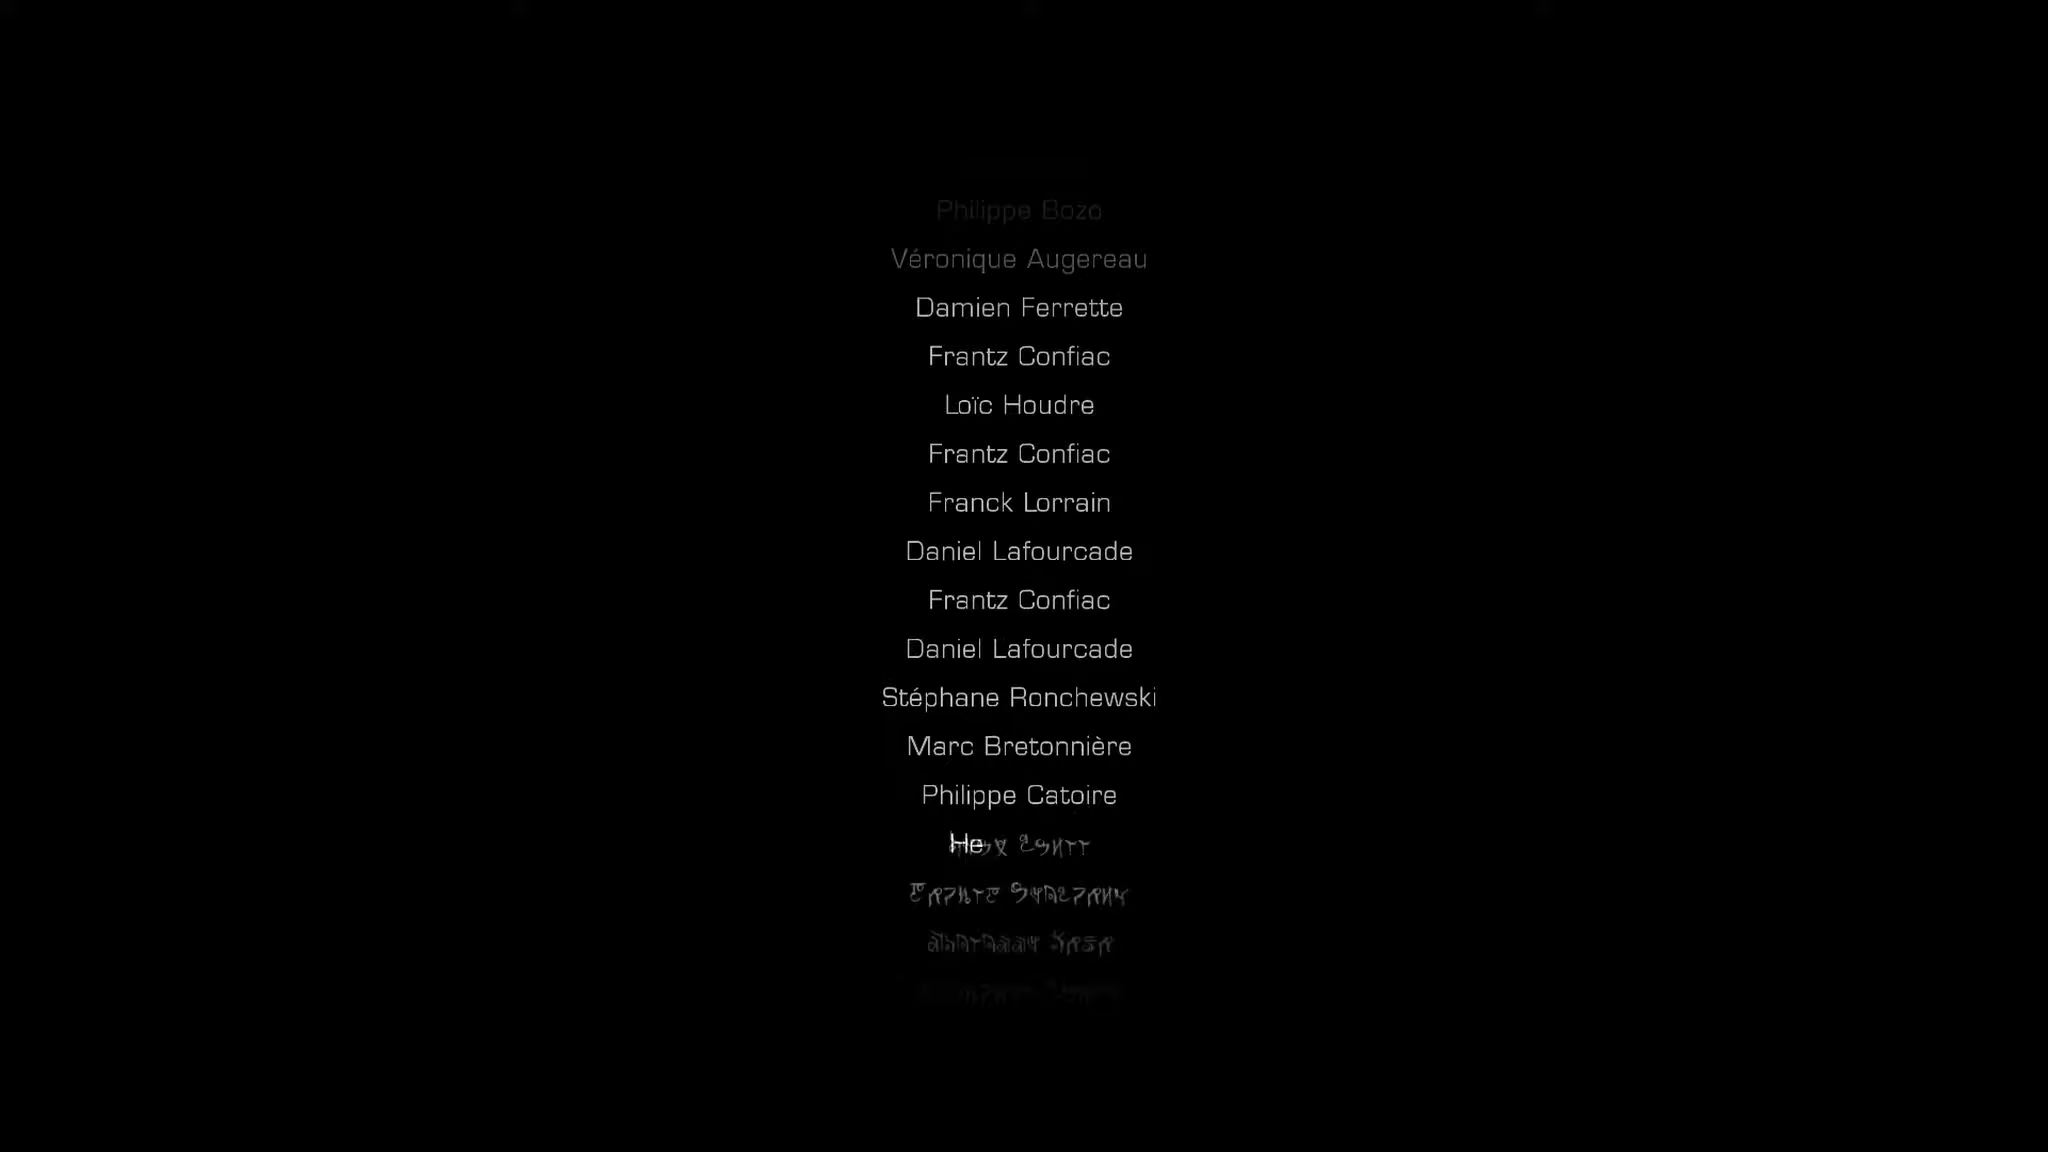 Philippe Bozo
Véronique Augereau
Damien Ferrette
Frantz Confiac
Loïc Houdre
Frantz Confiac
Franck Lorrain
Daniel Lafourcade
Frantz Confiac
Daniel Lafourcade
Stéphane Ronchewski
Marc Bretonnière
Philippe Catoire
He